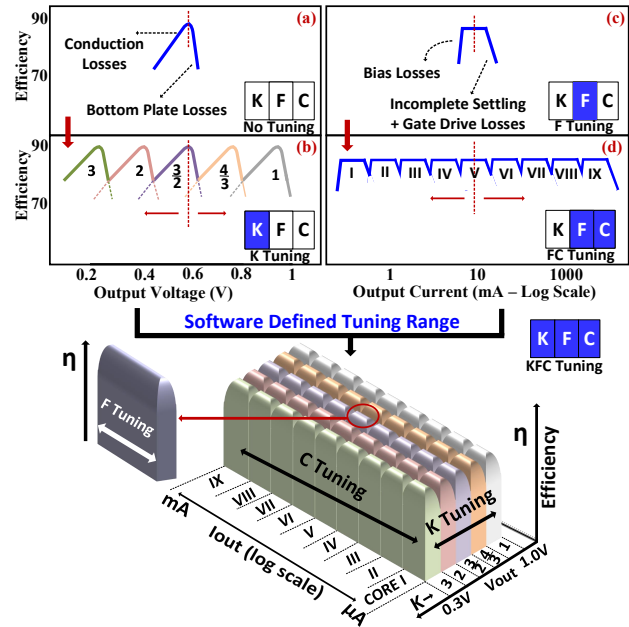 90
70
Efficiency
(a)
Conduction
Losses
Bottom Plate Losses
K F C
No Tuning
(c)
Efficiency
90
70
Bias Losses
Incomplete Settling
+ Gate Drive Losses
K F C
F Tuning
(b)
90
70
Efficiency
3 2 3/2 4/3 1
K F C
K Tuning
0.2 0.4 0.6 0.8 1
Output Voltage (V)
(d)
I II III IV V VI VII VIII IX
K F C
FC Tuning
1 10 1000
Output Current (mA – Log Scale)
Software Defined Tuning Range
K F C
KFC Tuning
η
F Tuning
C Tuning
K Tuning
η
Efficiency
mA
Iout (log scale)
µA
IX
VIII
VII
VI
V
IV
III
II
CORE I
K→ 3 2 3/2 4/3 1
0.3V Vout 1.0V